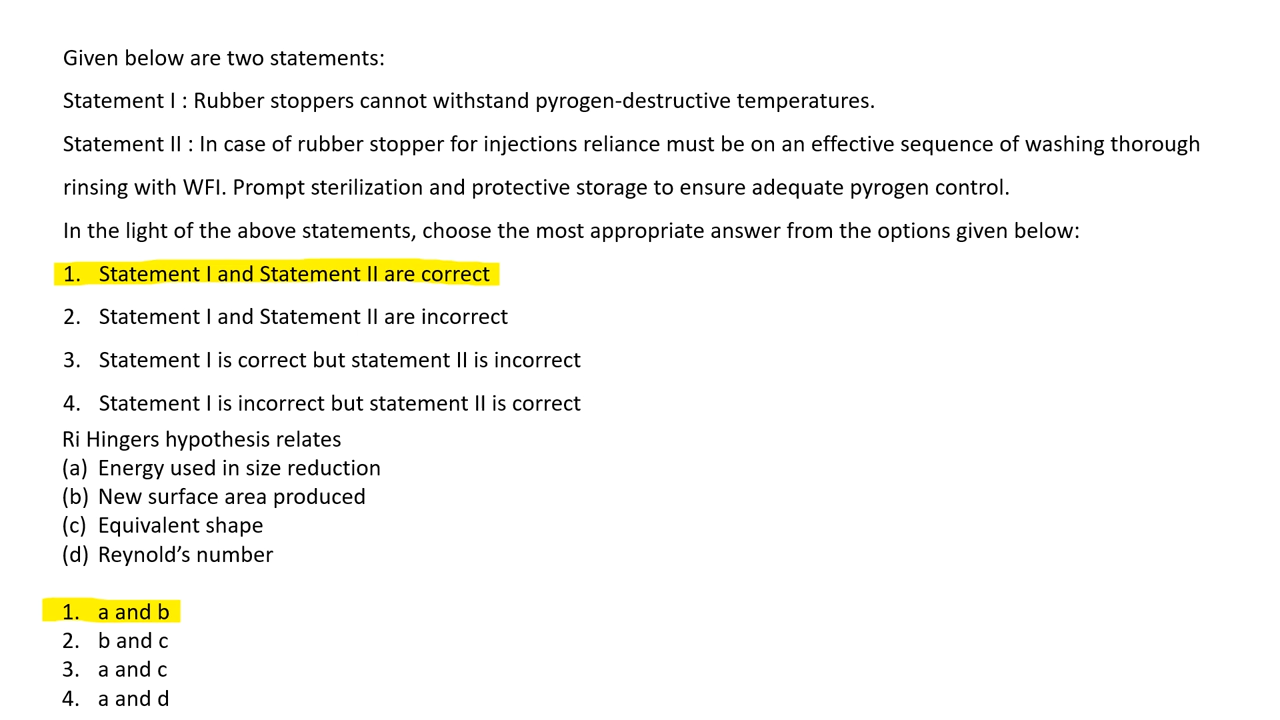 Given below are two statements:
Statement I : Rubber stoppers cannot withstand pyrogen-destructive temperatures.
Statement II : In case of rubber stopper for injections reliance must be on an effective sequence of washing thorough
rinsing with WFI. Prompt sterilization and protective storage to ensure adequate pyrogen control.
In the light of the above statements, choose the most appropriate answer from the options given below:
1. Statement I and Statement II are correct
2. Statement I and Statement II are incorrect
3. Statement I is correct but statement II is incorrect
4. Statement I is incorrect but statement II is correct
Ri Hingers hypothesis relates
(a) Energy used in size reduction
(b) New surface area produced
(c) Equivalent shape
(d) Reynold’s number
1. a and b
2. b and c
3. a and c
4. a and d